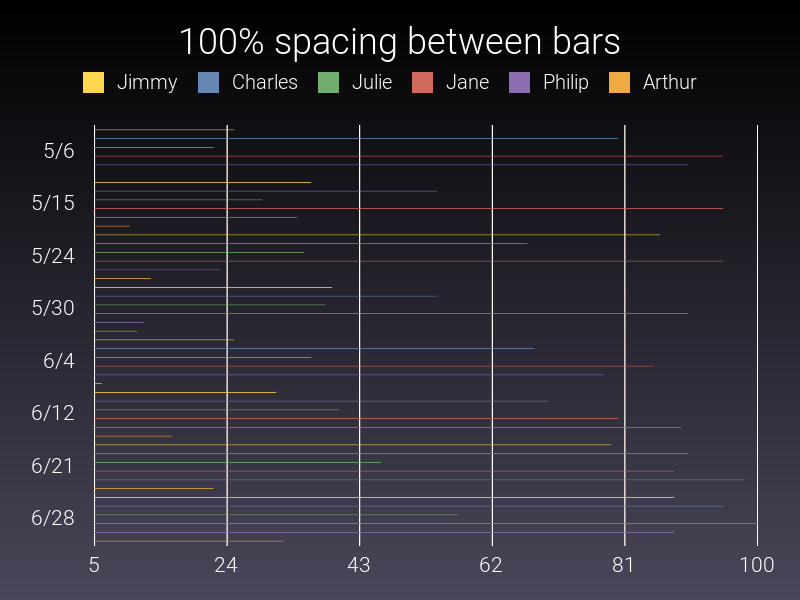 100% spacing between bars
Jimmy Charles Julie Jane Philip Arthur
5/6
5/15
5/24
5/30
6/4
6/12
6/21
6/28
5 24 43 62 81 100